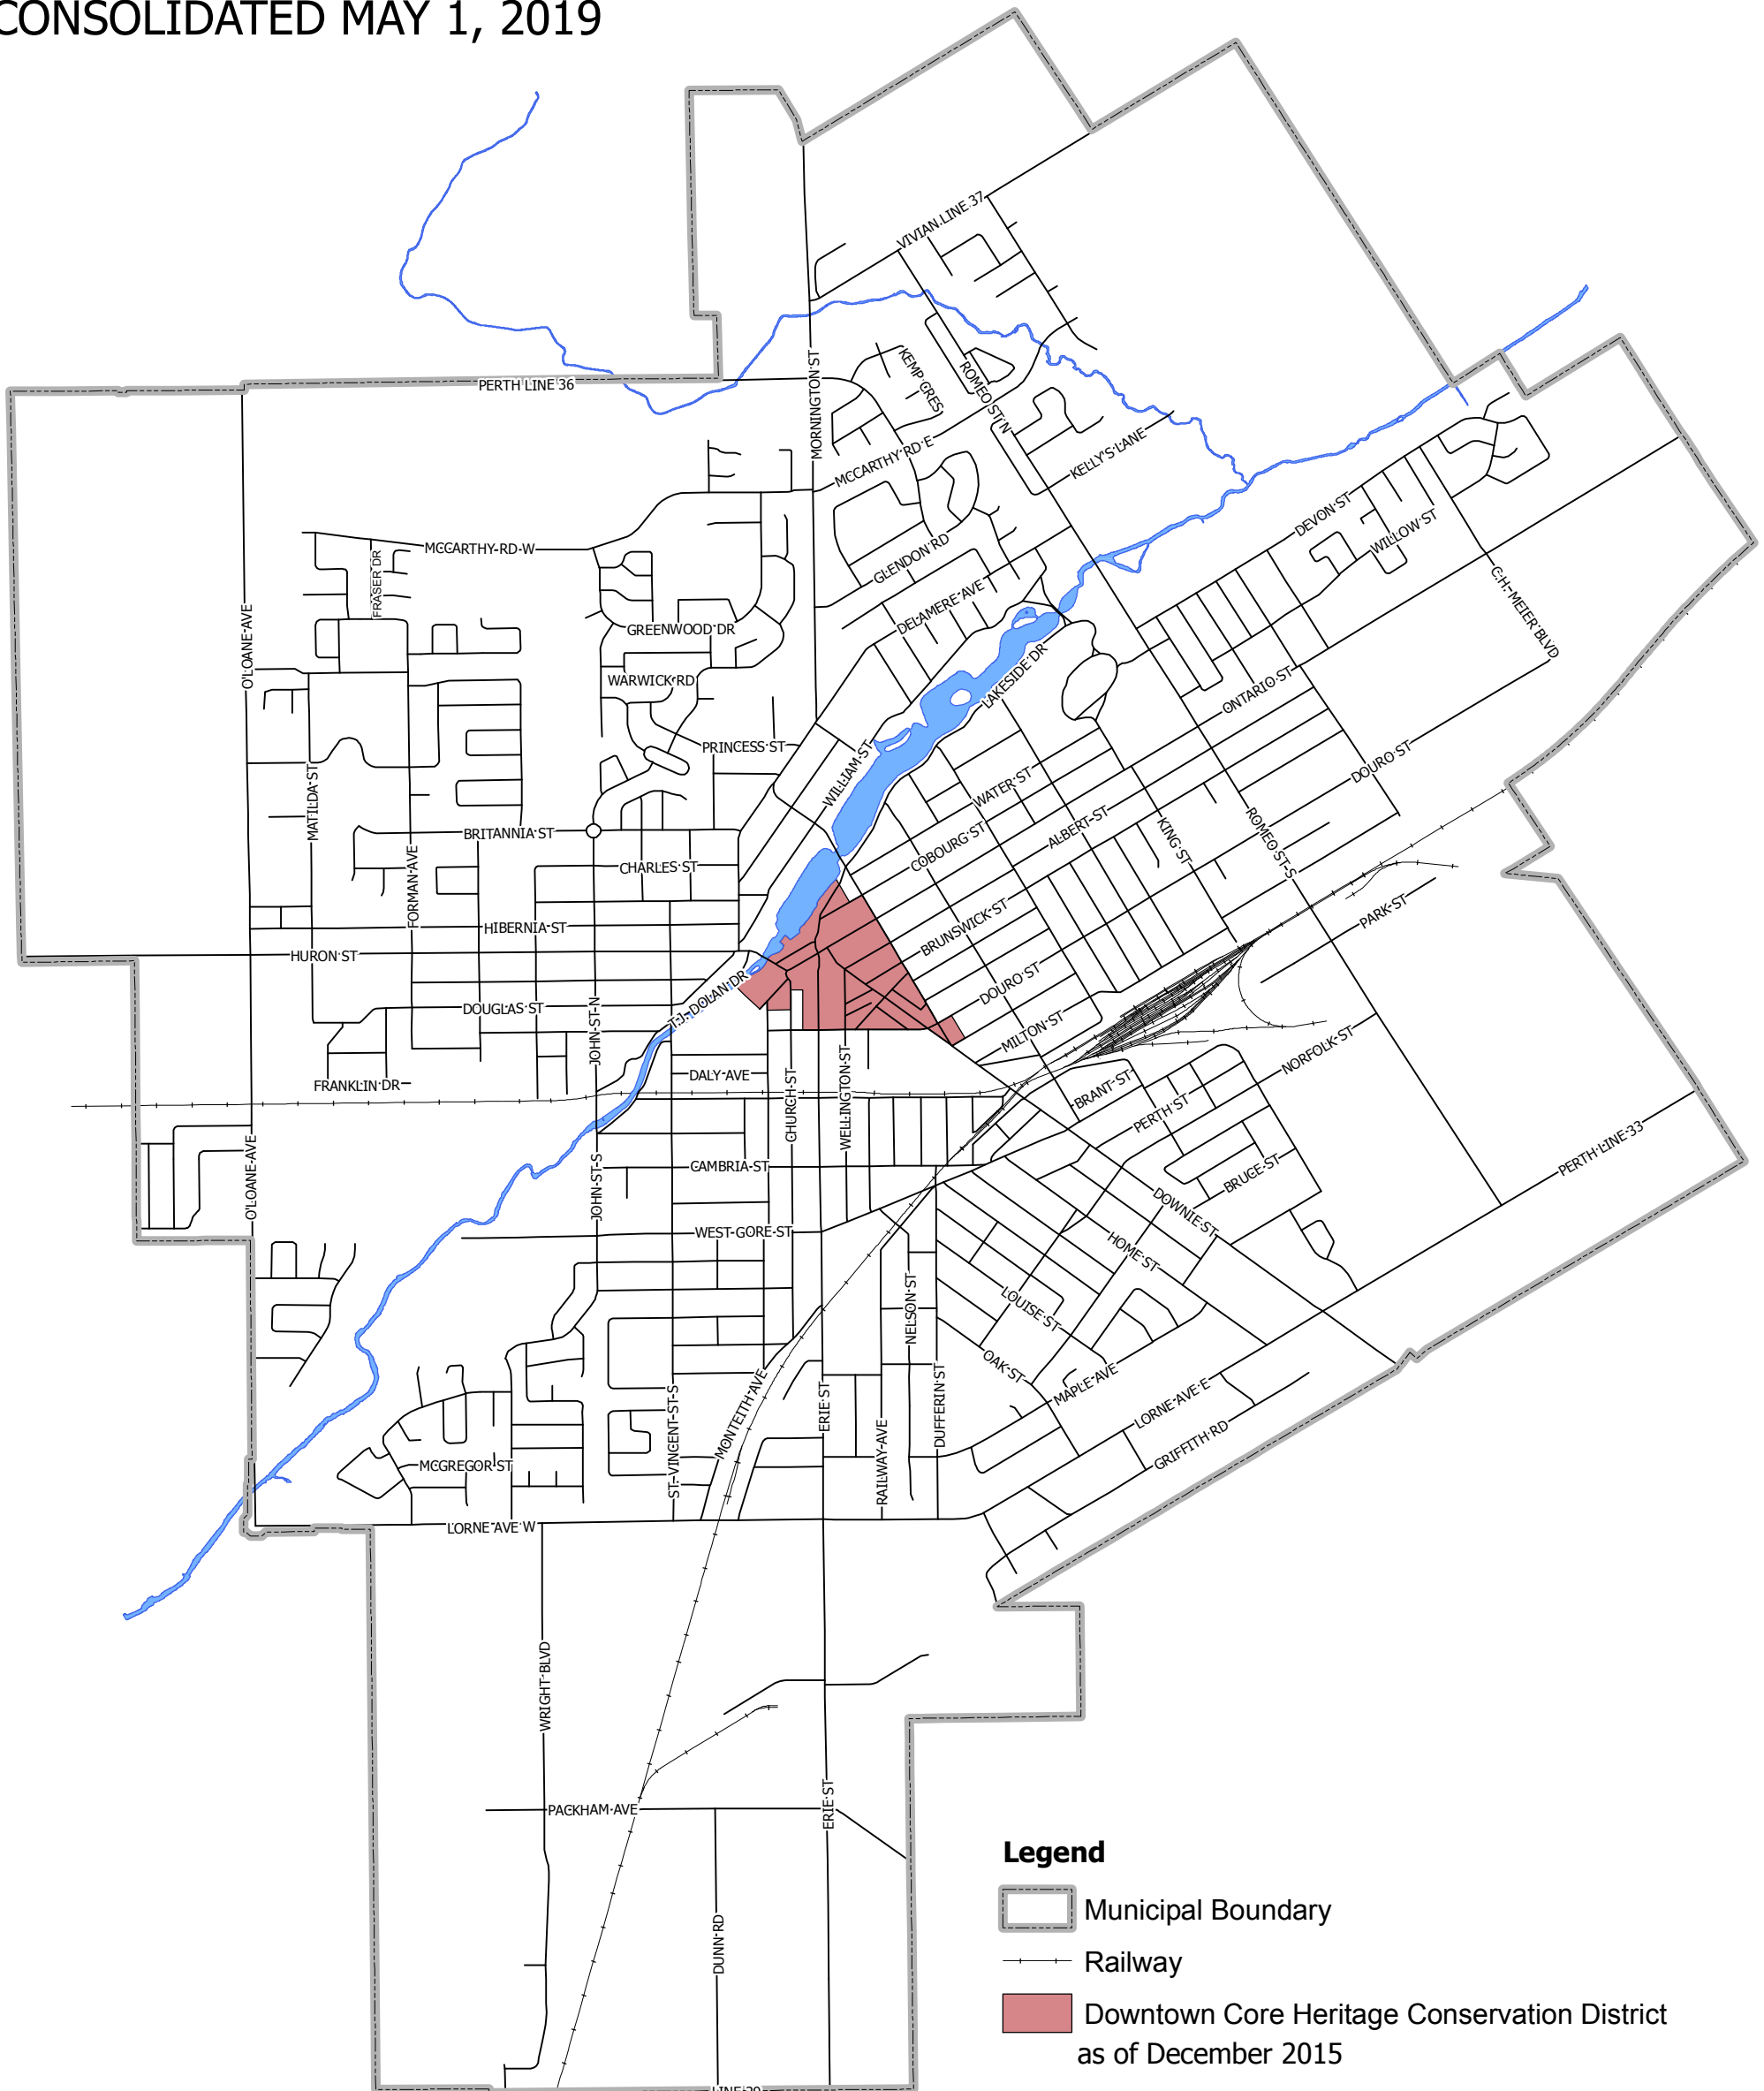 CONSOLIDATED MAY 1, 2019
VIVIAN LINE 37
PERTH LINE 36
MORNINGTON ST
KEMP CRES
ROMEO ST N
MCCARTHY RD E
KELLY'S LANE
DEVON ST
WILLOW ST
MCCARTHY RD W
FRASER DR
GLENDON RD
C.H. MEIER BLVD
DELAMERE AVE
O'LOANE AVE
GREENWOOD DR
WARWICK RD
LAKESIDE DR
ONTARIO ST
PRINCESS ST
WILLIAM ST
DOURO ST
WATER ST
MATILDA ST
BRITANNIA ST
COBOURG ST
ALBERT ST
KING ST
ROMEO ST S
CHARLES ST
FORMAN AVE
HIBERNIA ST
BRUNSWICK ST
PARK ST
HURON ST
T.J. DOLAN DR
DOURO ST
DOUGLAS ST
JOHN ST N
MILTON ST
NORFOLK ST
DALY AVE
FRANKLIN DR
CHURCH ST
WELLINGTON ST
BRANT ST
PERTH ST
PERTH LINE 33
O'LOANE AVE
CAMBRIA ST
JOHN ST S
BRUCE ST
DOWNIE ST
WEST GORE ST
HOME ST
NELSON ST
LOUISE ST
OAK ST
MAPLE AVE
MONTEITH AVE
ERIE ST
DUFFERIN ST
LORNE AVE E
GRIFFITH RD
ST VINCENT ST S
RAILWAY AVE
MCGREGOR ST
LORNE AVE W
WRIGHT BLVD
PACKHAM AVE
ERIE ST
DUNN RD
LINE 29
Legend
Municipal Boundary
Railway
Downtown Core Heritage Conservation District
as of December 2015